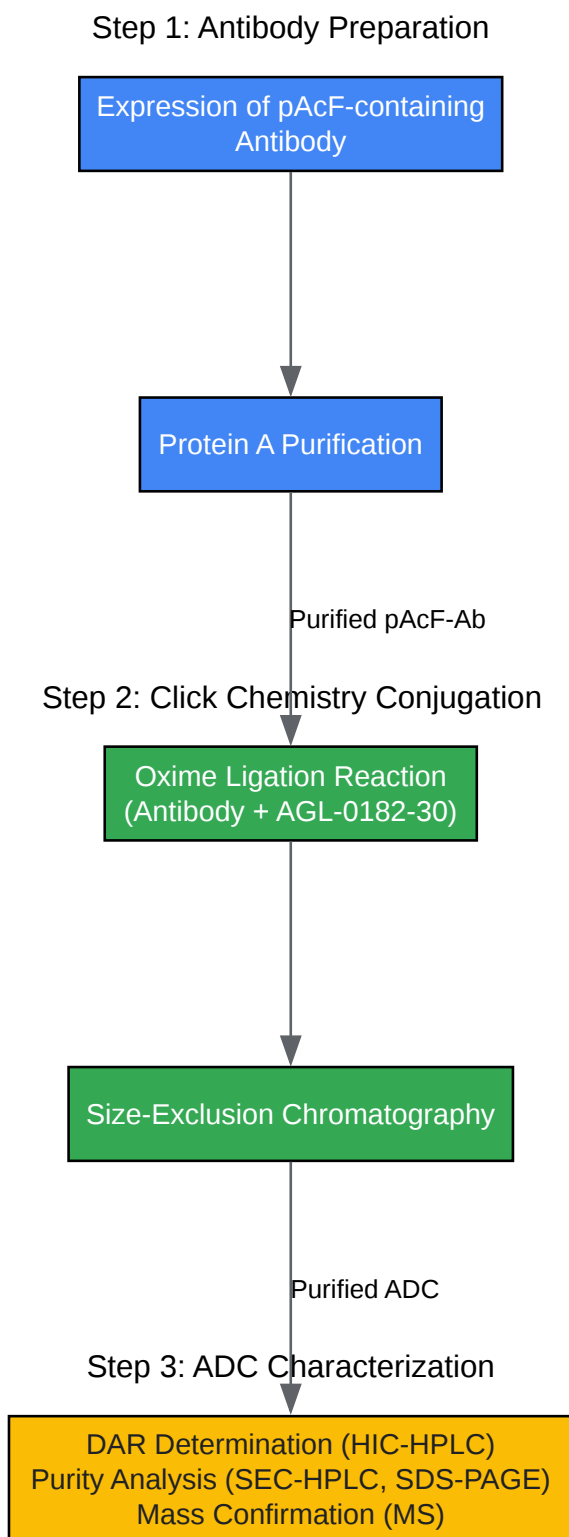 Step 1: Antibody Preparation
Expression of pAcF-containing
Antibody
Protein A Purification
Purified pAcF-Ab
Step 2: Click Chemistry Conjugation
Oxime Ligation Reaction
(Antibody + AGL-0182-30)
Size-Exclusion Chromatography
Purified ADC
Step 3: ADC Characterization
DAR Determination (HIC-HPLC)
Purity Analysis (SEC-HPLC, SDS-PAGE)
Mass Confirmation (MS)